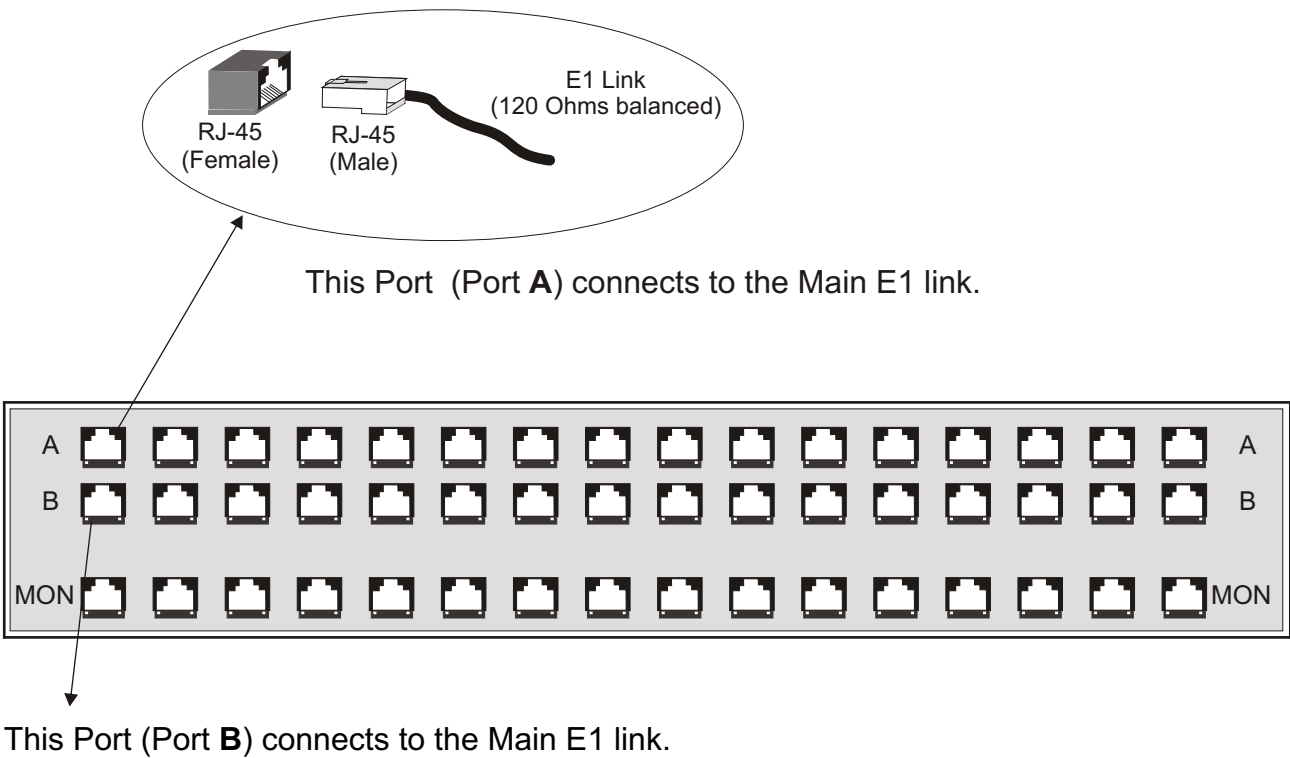 E1 Link
(120 Ohms balanced)
RJ-45
(Female)
RJ-45
(Male)
This Port (Port A) connects to the Main E1 link.
A A
B B
MON MON
This Port (Port B) connects to the Main E1 link.